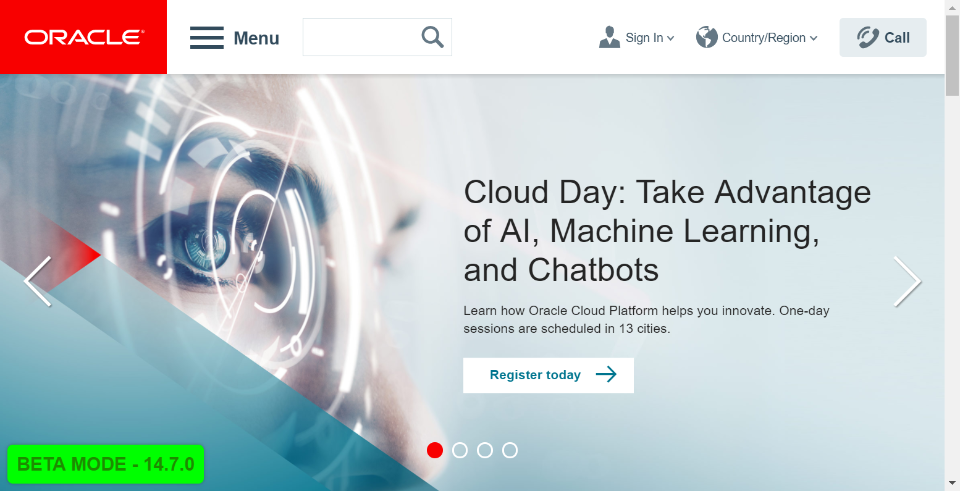 ORACLE®
Menu
Sign In
Country/Region
Call
Cloud Day: Take Advantage
of AI, Machine Learning,
and Chatbots
Learn how Oracle Cloud Platform helps you innovate. One-day
sessions are scheduled in 13 cities.
Register today
BETA MODE - 14.7.0